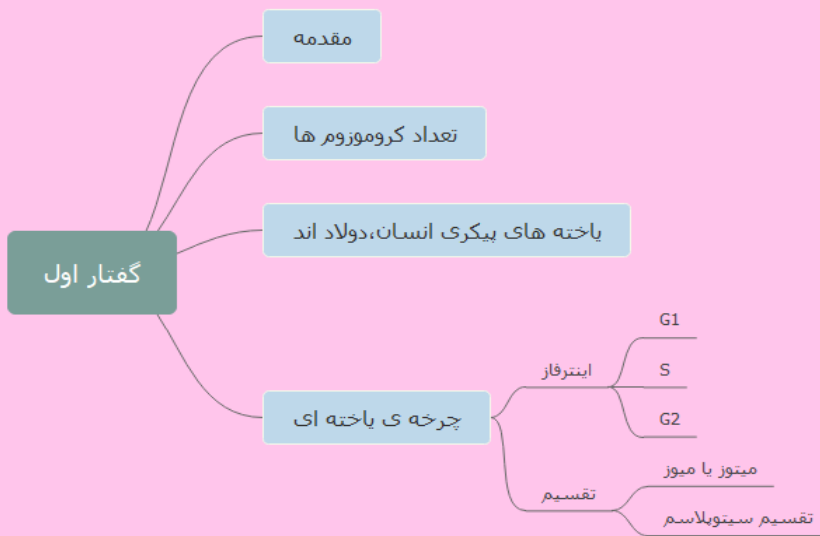 گفتار اول
مقدمه
تعداد کروموزوم ها
یاخته های پیکری انسان،دولاد اند
چرخه ی یاخته ای
اینترفاز
G1
S
G2
تقسیم
میتوز یا میوز
تقسیم سیتوپلاسم